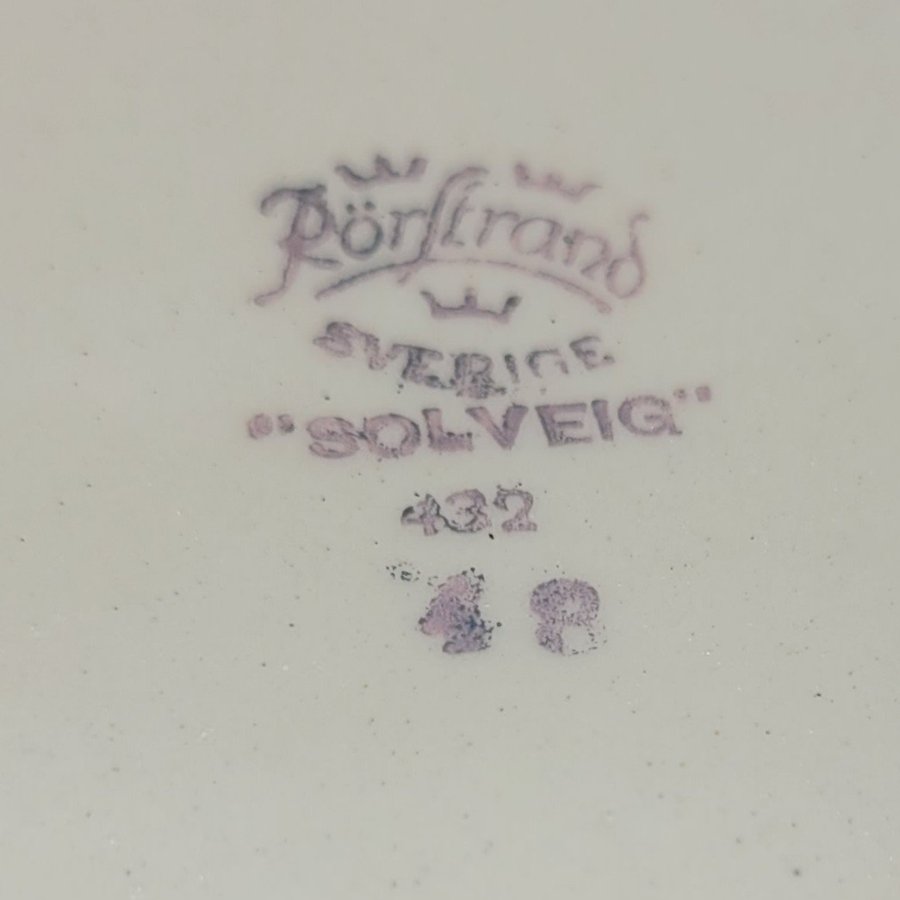 Rörstrand
SVERIGE
"SOLVEIG"
432
48